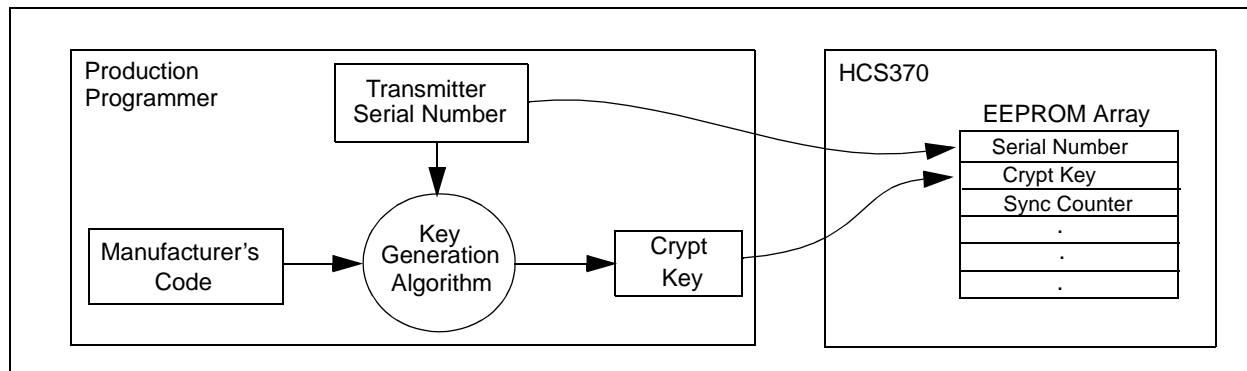 Production
Programmer
Transmitter
Serial Number
Manufacturer's
Code
Key
Generation
Algorithm
Crypt
Key
HCS370
EEPROM Array
Serial Number
Crypt Key
Sync Counter
.
.
.